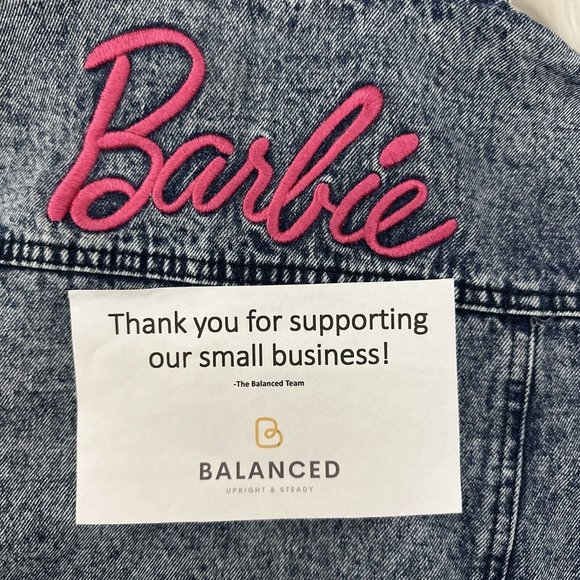 Barbie
Thank you for supporting
our small business!
-The Balanced Team
B
BALANCED
UPRIGHT & STEADY